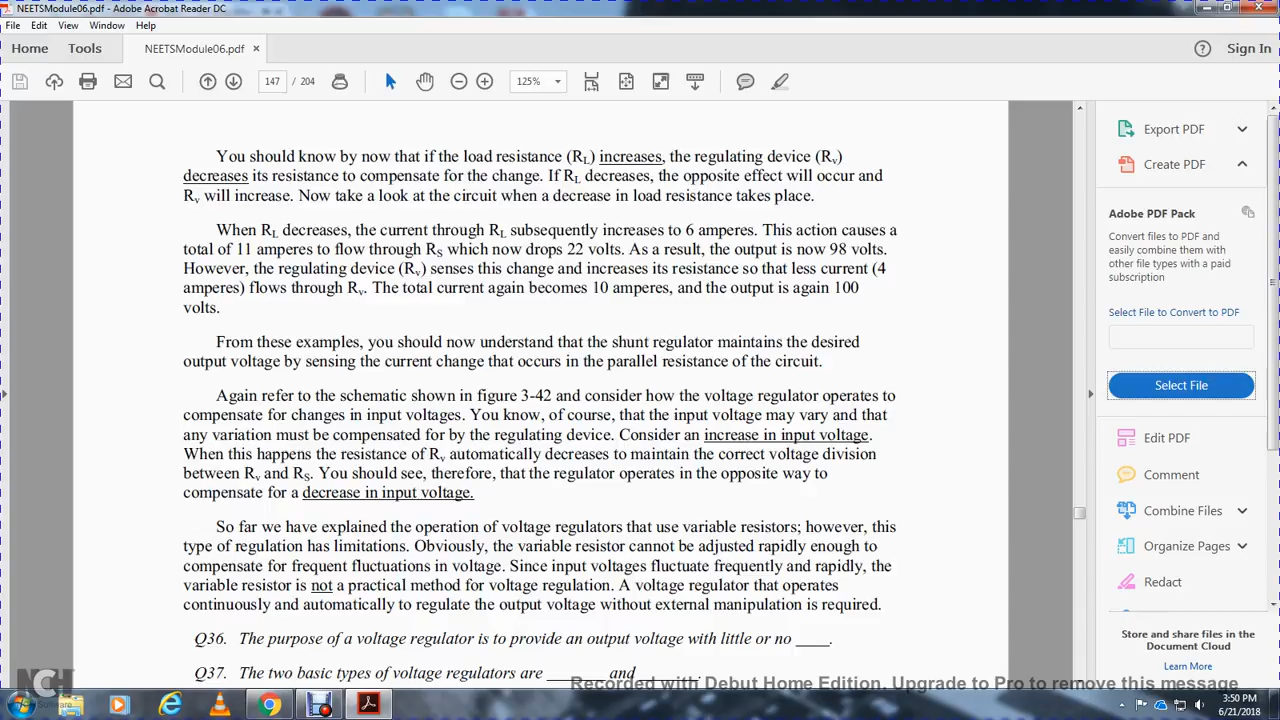 NEETSModule06.pdf - Adobe Acrobat Reader DC
File Edit View Window Help
Home Tools NEETSModule06.pdf × Sign In
147 / 204 125%
You should know by now that if the load resistance (RL) increases, the regulating device (Rv)
decreases its resistance to compensate for the change. If RL decreases, the opposite effect will occur and
Rv will increase. Now take a look at the circuit when a decrease in load resistance takes place.
When RL decreases, the current through RL subsequently increases to 6 amperes. This action causes a
total of 11 amperes to flow through RS which now drops 22 volts. As a result, the output is now 98 volts.
However, the regulating device (Rv) senses this change and increases its resistance so that less current (4
amperes) flows through Rv. The total current again becomes 10 amperes, and the output is again 100
volts.
From these examples, you should now understand that the shunt regulator maintains the desired
output voltage by sensing the current change that occurs in the parallel resistance of the circuit.
Again refer to the schematic shown in figure 3-42 and consider how the voltage regulator operates to
compensate for changes in input voltages. You know, of course, that the input voltage may vary and that
any variation must be compensated for by the regulating device. Consider an increase in input voltage.
When this happens the resistance of Rv automatically decreases to maintain the correct voltage division
between Rv and RS. You should see, therefore, that the regulator operates in the opposite way to
compensate for a decrease in input voltage.
So far we have explained the operation of voltage regulators that use variable resistors; however, this
type of regulation has limitations. Obviously, the variable resistor cannot be adjusted rapidly enough to
compensate for frequent fluctuations in voltage. Since input voltages fluctuate frequently and rapidly, the
variable resistor is not a practical method for voltage regulation. A voltage regulator that operates
continuously and automatically to regulate the output voltage without external manipulation is required.
Q36. The purpose of a voltage regulator is to provide an output voltage with little or no ____.
Q37. The two basic types of voltage regulators are ______ and ______.
Export PDF
Create PDF
Adobe PDF Pack
Convert files to PDF and
easily combine them with
other file types with a paid
subscription
Select File to Convert to PDF
Select File
Edit PDF
Comment
Combine Files
Organize Pages
Redact
Store and share files in the
Document Cloud
Learn More
NCH
Software
Recorded with Debut Home Edition. Upgrade to Pro to remove this message
3:50 PM
6/21/2018